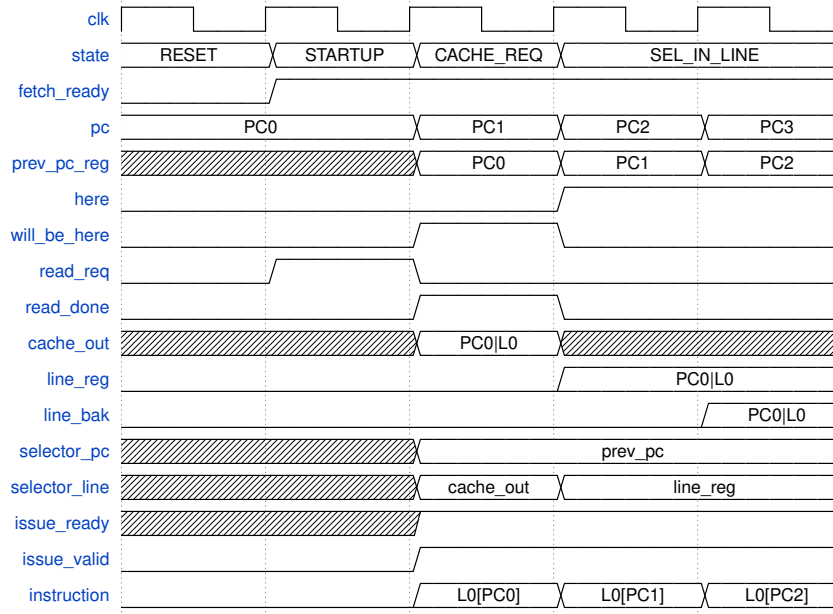 clk
state RESET STARTUP CACHE_REQ SEL_IN_LINE
fetch_ready
pc PC0 PC1 PC2 PC3
prev_pc_reg PC0 PC1 PC2
here
will_be_here
read_req
read_done
cache_out PC0|L0
line_reg PC0|L0
line_bak PC0|L0
selector_pc prev_pc
selector_line cache_out line_reg
issue_ready
issue_valid
instruction L0[PC0] L0[PC1] L0[PC2]